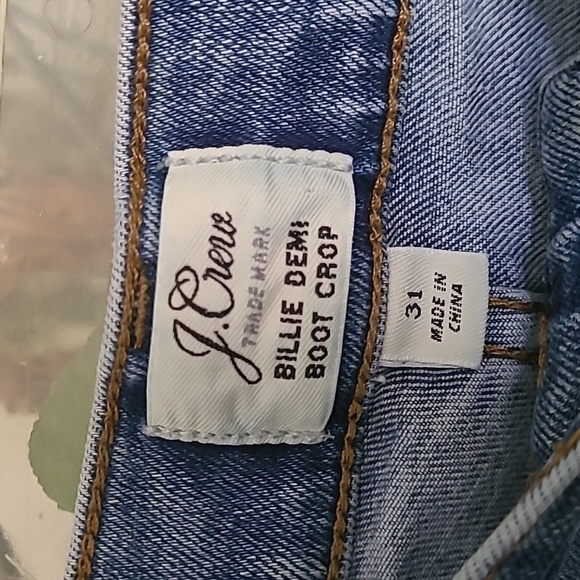 J.Crew
TRADE MARK
BILLIE DEMI
BOOT CROP
31
MADE IN
CHINA